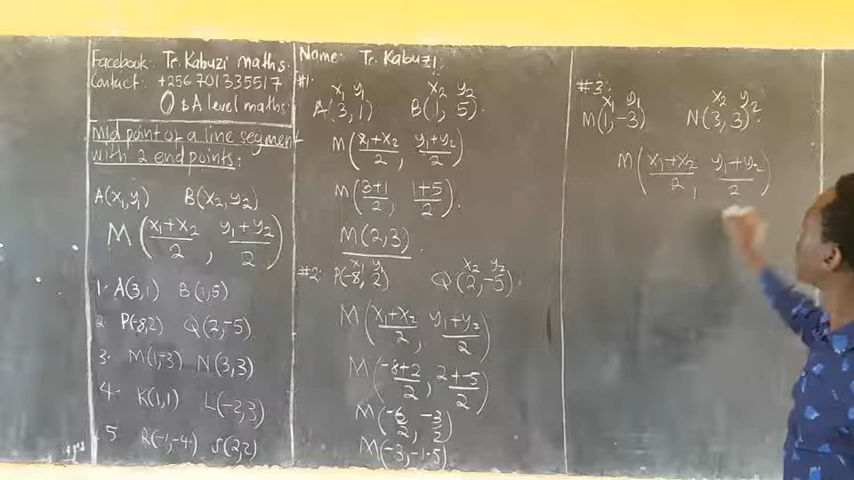 Facebook: Tr. Kabuzi maths.
Contact: +256 701335517
O & A level maths.
Mid point of a line segment
with 2 endpoints:
A(x₁, y₁) B(x₂, y₂)
M((x₁+x₂)/2, (y₁+y₂)/2)
1. A(3,1) B(1,5)
2. P(-8,2) Q(2,-5)
3. M(1,-3) N(3,3)
4. K(1,1) L(-2,3)
5. R(-1,-4) S(2,2)
Name: Tr. Kabuzi.
#1.
x₁ y₁ x₂ y₂
A(3, 1) B(1, 5).
M((x₁+x₂)/2, (y₁+y₂)/2)
M((3+1)/2, (1+5)/2).
M(2,3).
x₁ y₁ x₂ y₂
#2. P(-8, 2) Q(2,-5).
M((x₁+x₂)/2, (y₁+y₂)/2)
M((-8+2)/2, (2+-5)/2)
M(-6/2, -3/2)
M(-3,-1.5)
#3.
x₁ y₁ x₂ y₂
M(1,-3) N(3, 3).
M((x₁+x₂)/2, (y₁+y₂)/2)